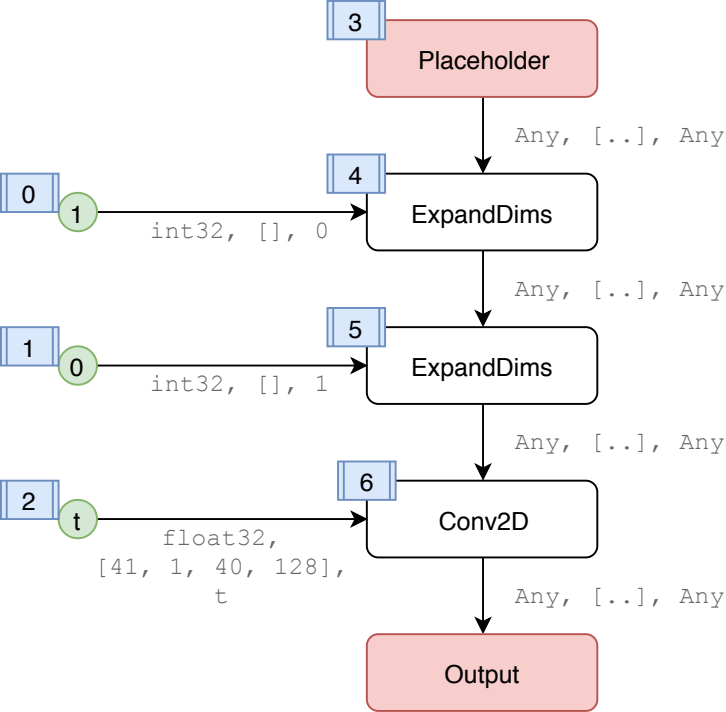 3
Placeholder
Any, [..], Any
0
1
int32, [], 0
4
ExpandDims
Any, [..], Any
1
0
int32, [], 1
5
ExpandDims
Any, [..], Any
2
t
float32,
[41, 1, 40, 128],
t
6
Conv2D
Any, [..], Any
Output